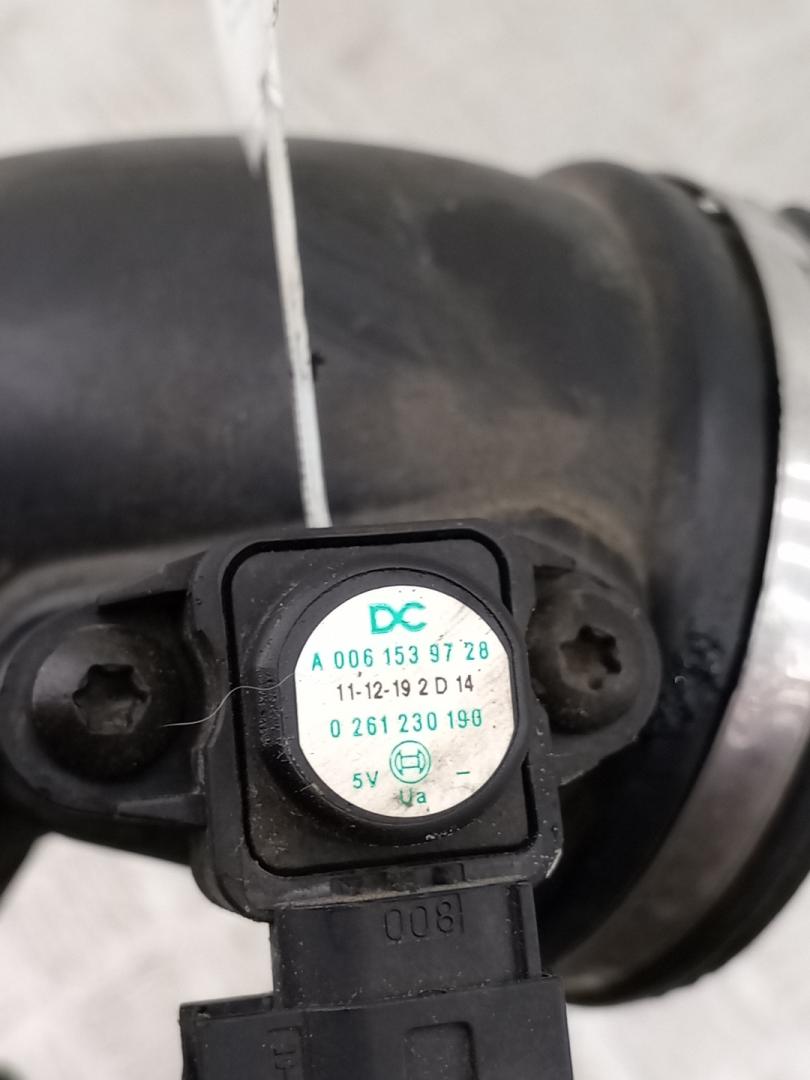 DC
A 006 153 97 28
11-12-19 2 D 14
0 261 230 190
5V –
Ua
008